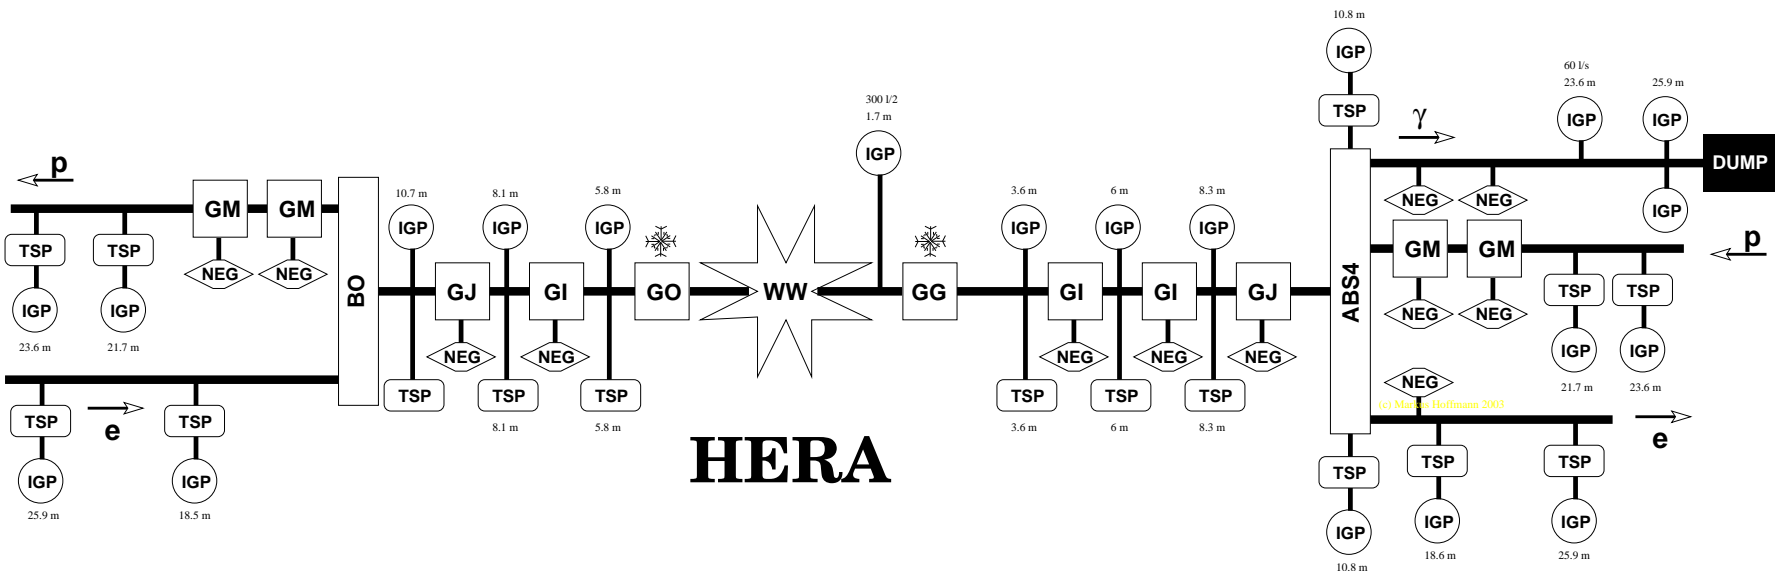 10.8 m
IGP
TSP
60 l/s
23.6 m
25.9 m
IGP
IGP
γ
300 l/2
1.7 m
IGP
DUMP
p
GM
GM
10.7 m
8.1 m
5.8 m
3.6 m
6 m
8.3 m
NEG
NEG
IGP
IGP
IGP
IGP
IGP
IGP
IGP
TSP
TSP
NEG
NEG
GM
GM
p
BO
GJ
GI
GO
WW
GG
GI
GI
GJ
ABS4
TSP
TSP
IGP
IGP
NEG
NEG
23.6 m
21.7 m
NEG
NEG
NEG
NEG
NEG
IGP
IGP
TSP
TSP
TSP
TSP
TSP
TSP
NEG
21.7 m
23.6 m
(c) Markus Hoffmann 2003
TSP
e
TSP
8.1 m
5.8 m
3.6 m
6 m
8.3 m
e
HERA
TSP
TSP
TSP
IGP
IGP
25.9 m
18.5 m
IGP
IGP
IGP
10.8 m
18.6 m
25.9 m